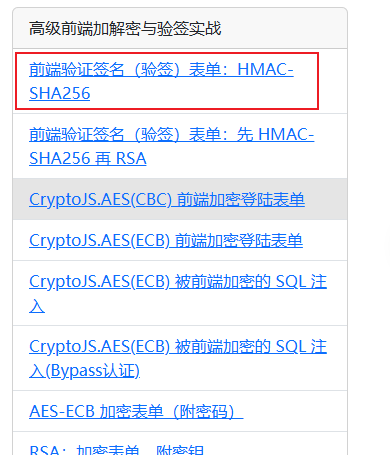 高级前端加解密与验签实战
前端验证签名（验签）表单：HMAC-
SHA256
前端验证签名（验签）表单：先 HMAC-
SHA256 再 RSA
CryptoJS.AES(CBC) 前端加密登陆表单
CryptoJS.AES(ECB) 前端加密登陆表单
CryptoJS.AES(ECB) 被前端加密的 SQL 注
入
CryptoJS.AES(ECB) 被前端加密的 SQL 注
入(Bypass认证)
AES-ECB 加密表单（附密码）
RSA：加密表单，附密钥